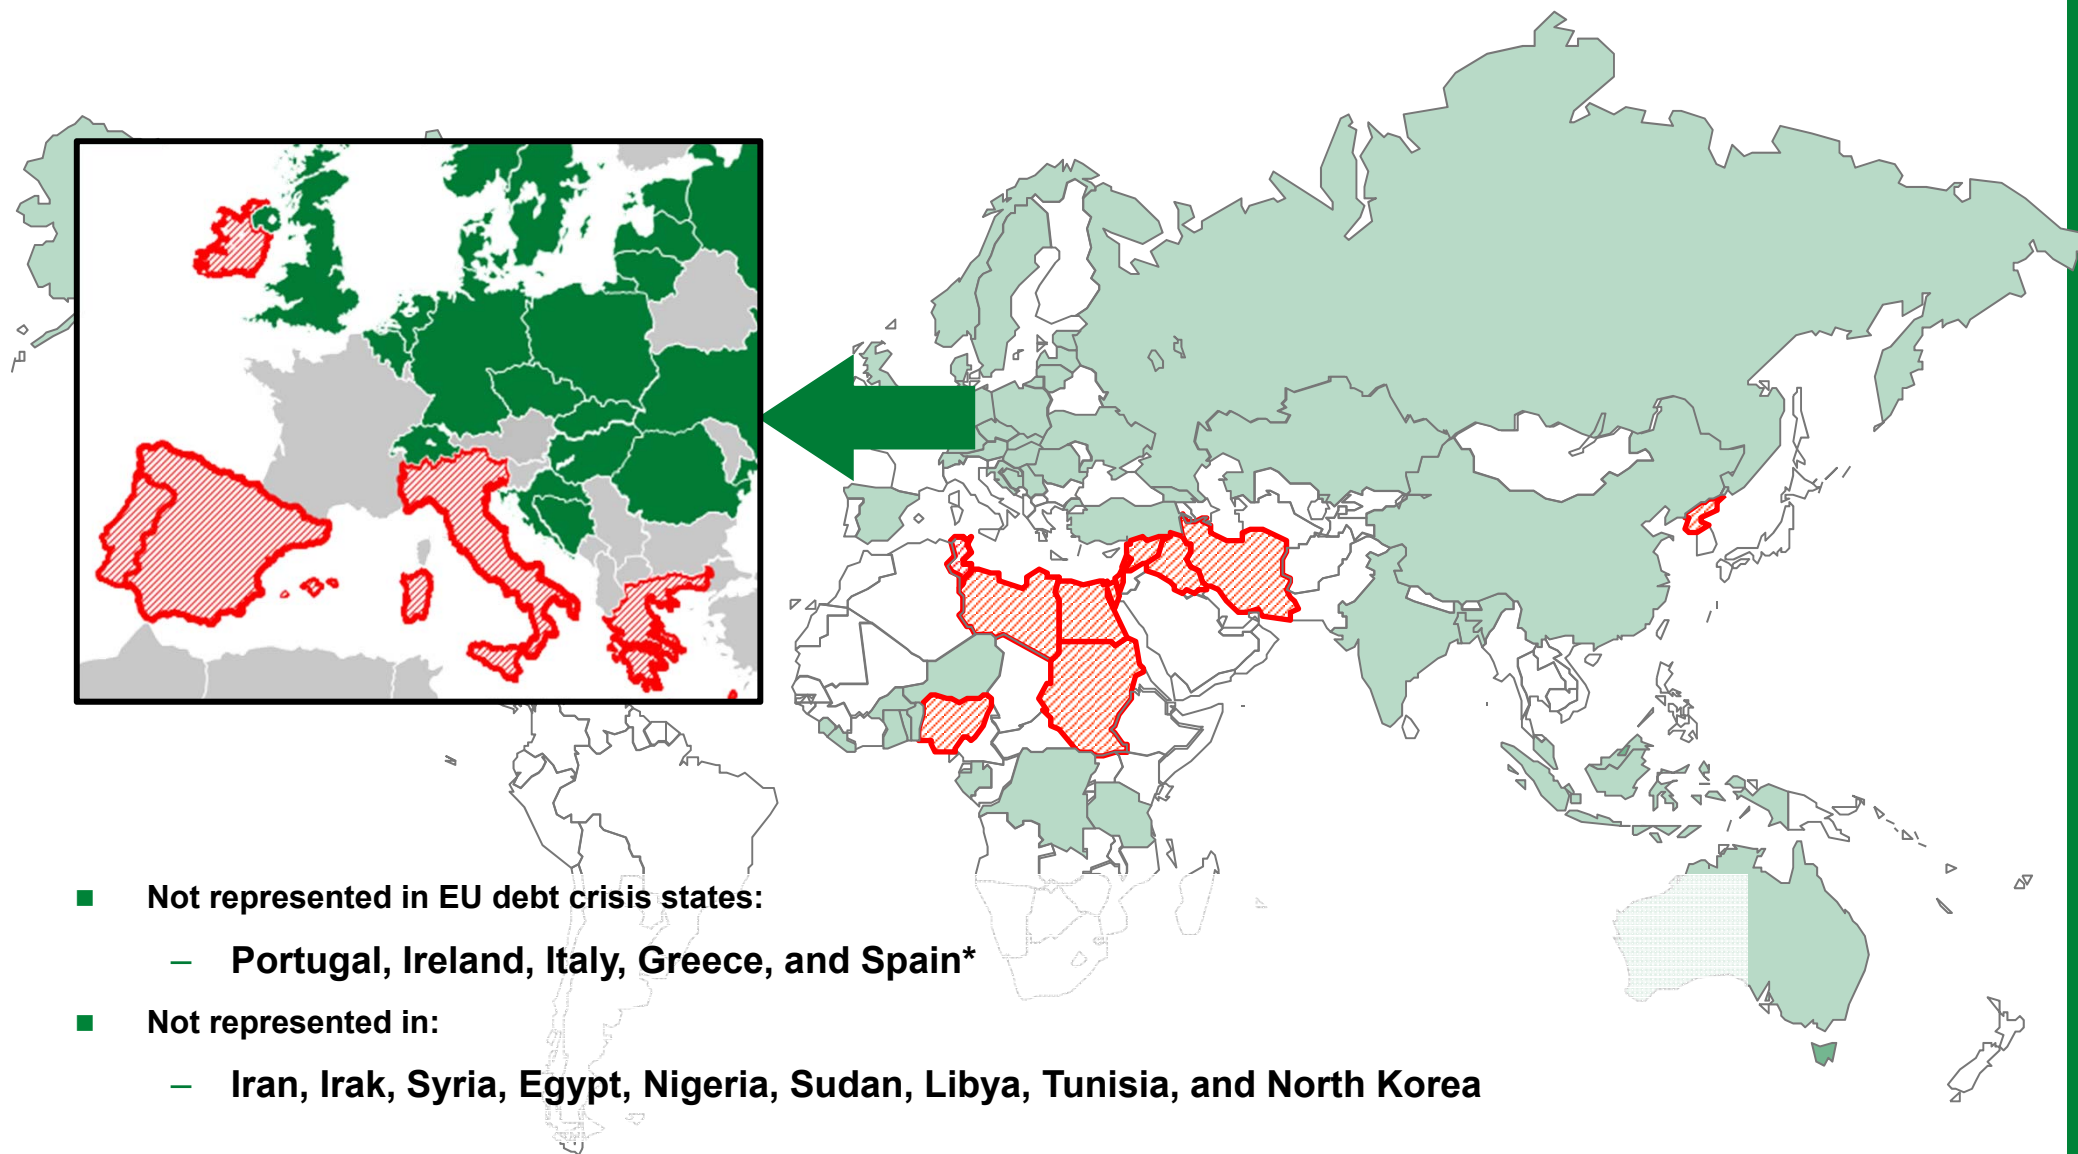 ■ Not represented in EU debt crisis states:
– Portugal, Ireland, Italy, Greece, and Spain*
■ Not represented in:
– Iran, Irak, Syria, Egypt, Nigeria, Sudan, Libya, Tunisia, and North Korea